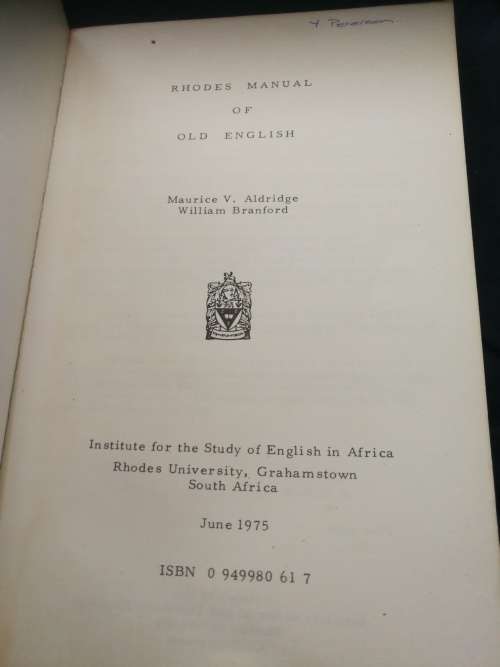 RHODES MANUAL
OF
OLD ENGLISH
Maurice V. Aldridge
William Branford
Institute for the Study of English in Africa
Rhodes University, Grahamstown
South Africa
June 1975
ISBN 0 949980 61 7